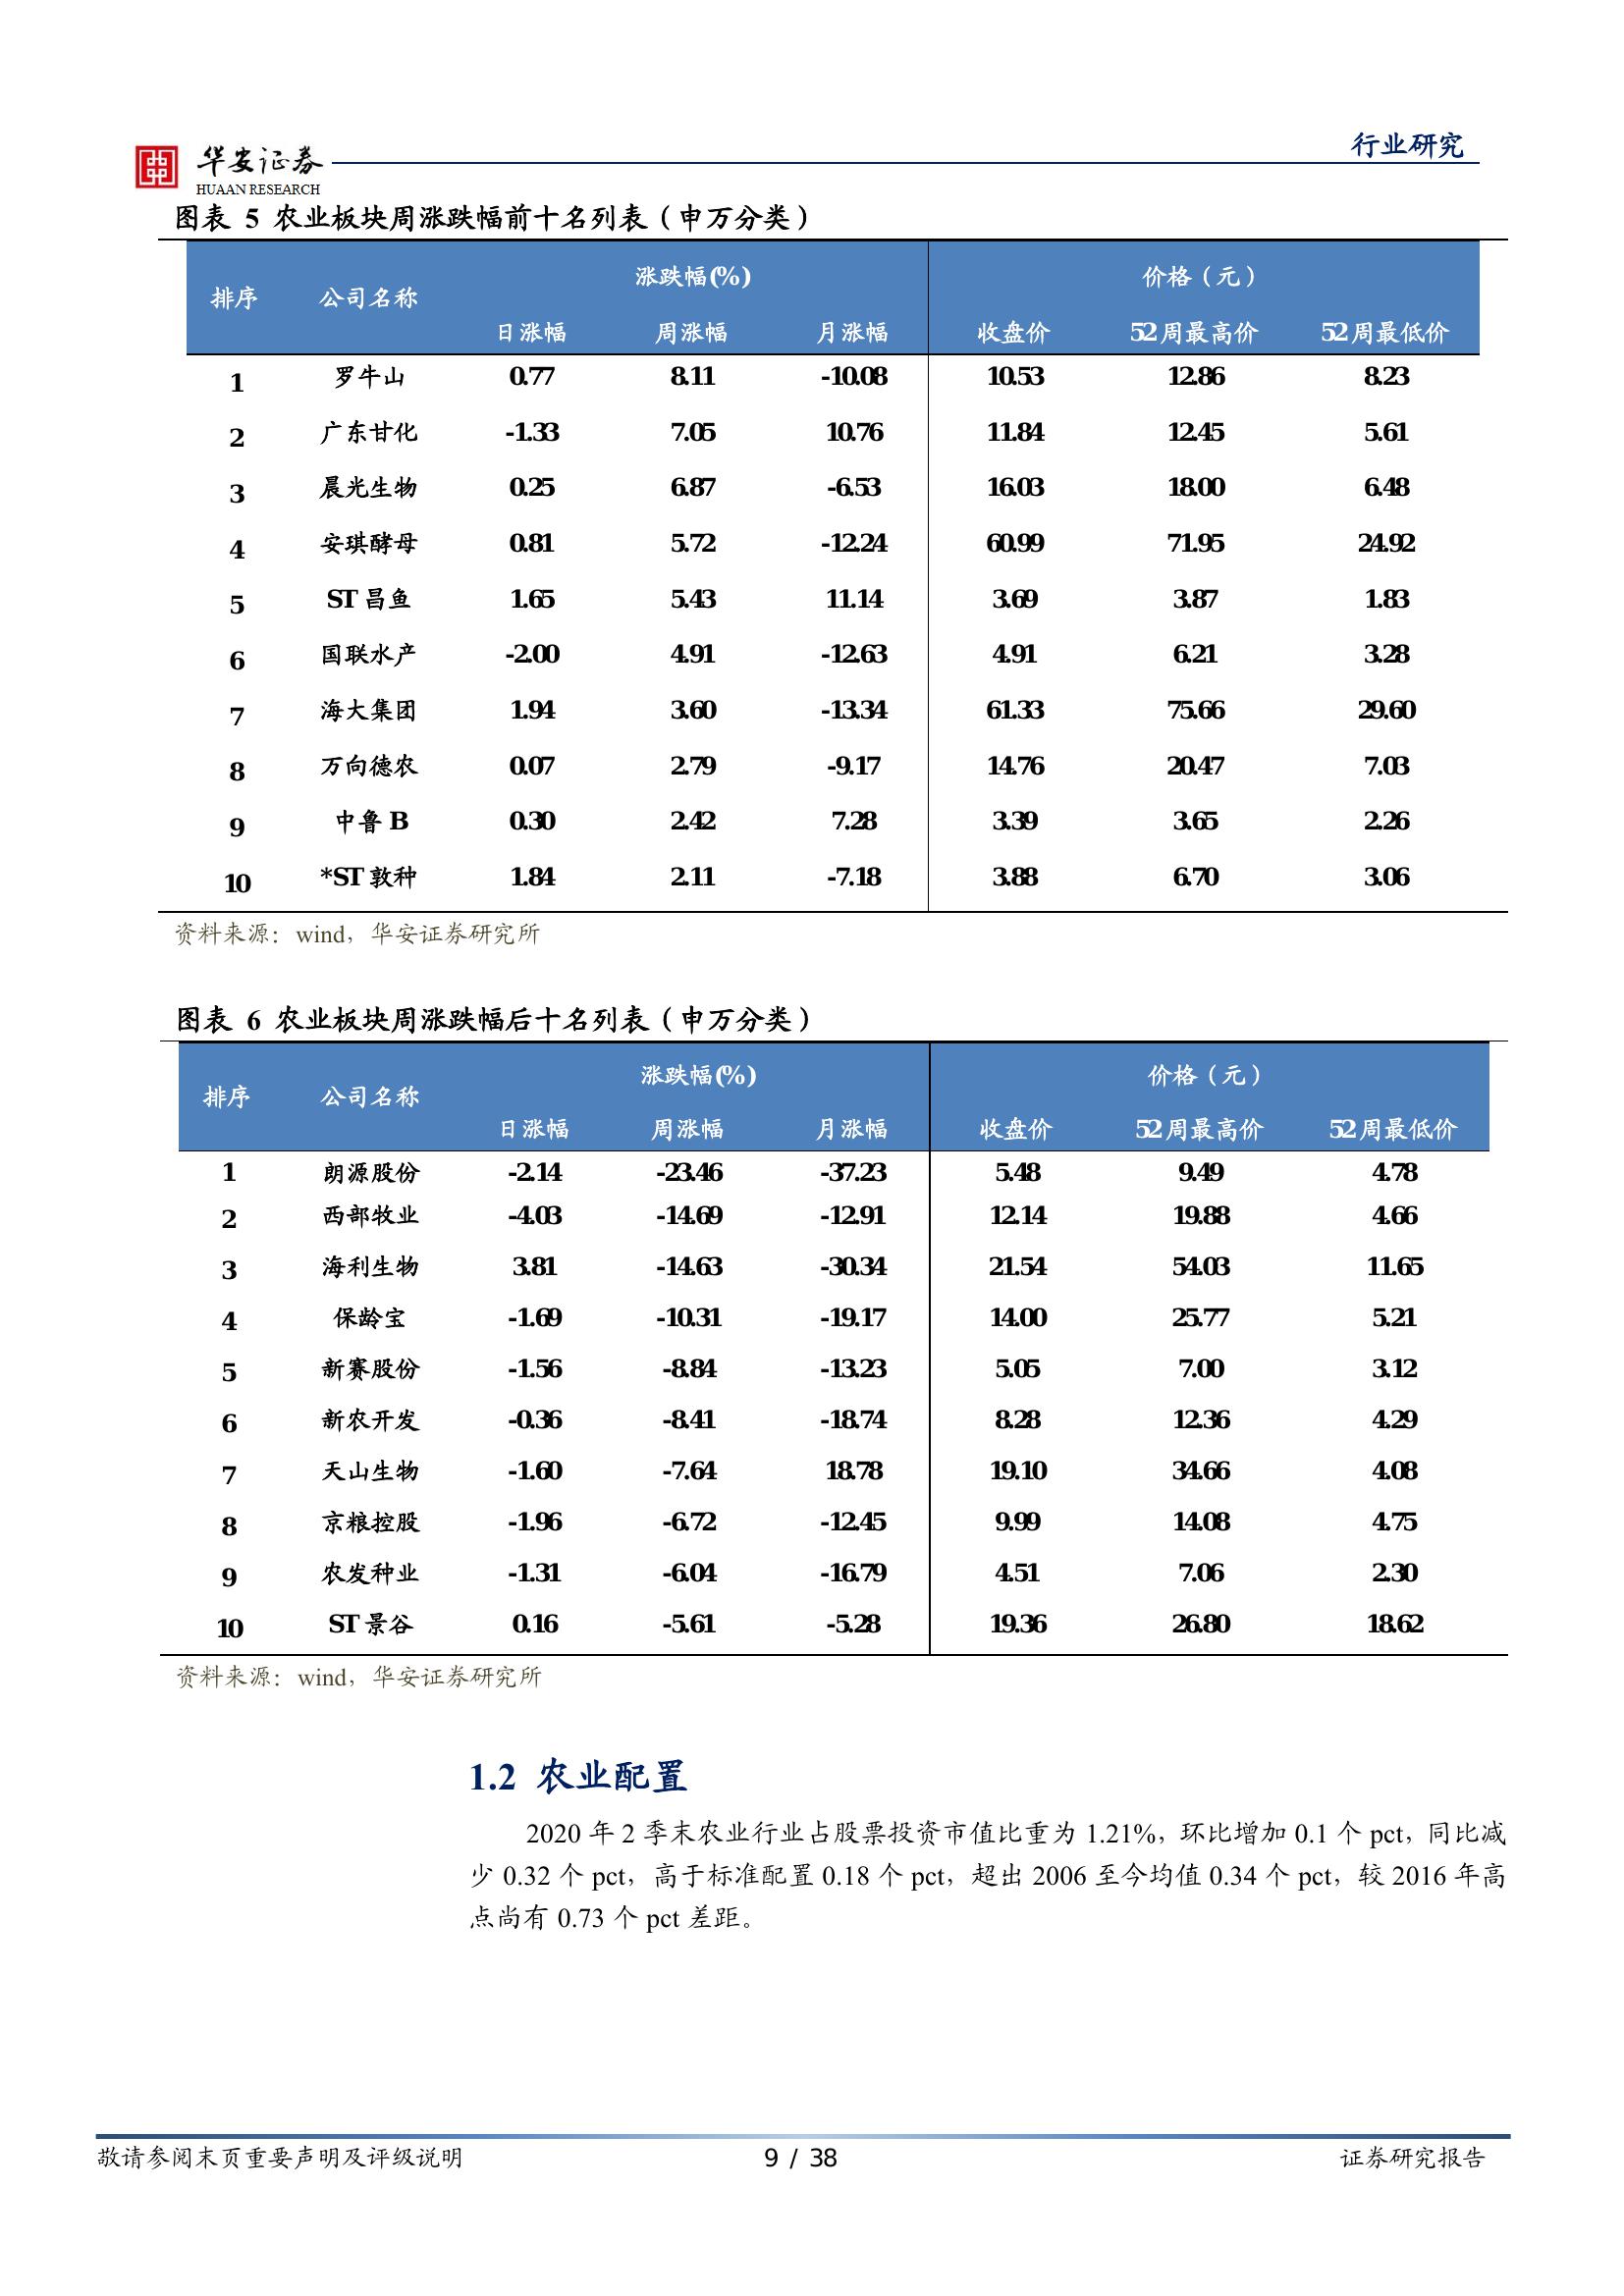 行业研究
华安证券
HUAAN RESEARCH
图表 5 农业板块周涨跌幅前十名列表（申万分类）
排序 公司名称 涨跌幅(%) 价格（元）
日涨幅 周涨幅 月涨幅 收盘价 52周最高价 52周最低价
1 罗牛山 0.77 8.11 -10.08 10.53 12.86 8.23
2 广东甘化 -1.33 7.05 10.76 11.84 12.45 5.61
3 晨光生物 0.25 6.87 -6.53 16.03 18.00 6.48
4 安琪酵母 0.81 5.72 -12.24 60.99 71.95 24.92
5 ST昌鱼 1.65 5.43 11.14 3.69 3.87 1.83
6 国联水产 -2.00 4.91 -12.63 4.91 6.21 3.28
7 海大集团 1.94 3.60 -13.34 61.33 75.66 29.60
8 万向德农 0.07 2.79 -9.17 14.76 20.47 7.03
9 中鲁B 0.30 2.42 7.28 3.39 3.65 2.26
10 *ST敦种 1.84 2.11 -7.18 3.88 6.70 3.06
资料来源：wind，华安证券研究所
图表 6 农业板块周涨跌幅后十名列表（申万分类）
排序 公司名称 涨跌幅(%) 价格（元）
日涨幅 周涨幅 月涨幅 收盘价 52周最高价 52周最低价
1 朗源股份 -2.14 -23.46 -37.23 5.48 9.49 4.78
2 西部牧业 -4.03 -14.69 -12.91 12.14 19.88 4.66
3 海利生物 3.81 -14.63 -30.34 21.54 54.03 11.65
4 保龄宝 -1.69 -10.31 -19.17 14.00 25.77 5.21
5 新赛股份 -1.56 -8.84 -13.23 5.05 7.00 3.12
6 新农开发 -0.36 -8.41 -18.74 8.28 12.36 4.29
7 天山生物 -1.60 -7.64 18.78 19.10 34.66 4.08
8 京粮控股 -1.96 -6.72 -12.45 9.99 14.08 4.75
9 农发种业 -1.31 -6.04 -16.79 4.51 7.06 2.30
10 ST景谷 0.16 -5.61 -5.28 19.36 26.80 18.62
资料来源：wind，华安证券研究所
1.2 农业配置
2020 年 2 季末农业行业占股票投资市值比重为 1.21%，环比增加 0.1 个 pct，同比减
少 0.32 个 pct，高于标准配置 0.18 个 pct，超出 2006 至今均值 0.34 个 pct，较 2016 年高
点尚有 0.73 个 pct 差距。
敬请参阅末页重要声明及评级说明 9 / 38 证券研究报告